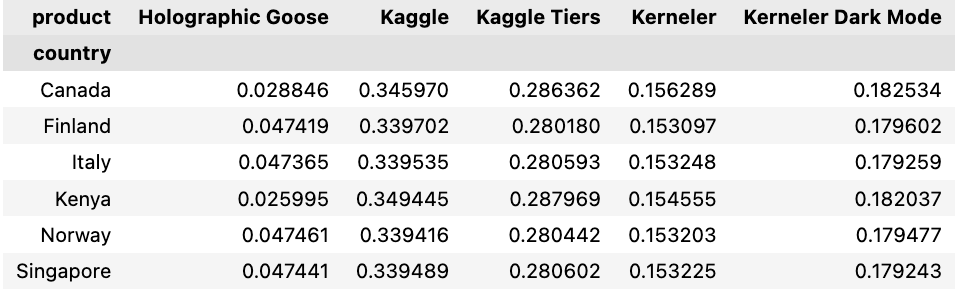 product Holographic Goose Kaggle Kaggle Tiers Kerneler Kerneler Dark Mode
country
Canada 0.028846 0.345970 0.286362 0.156289 0.182534
Finland 0.047419 0.339702 0.280180 0.153097 0.179602
Italy 0.047365 0.339535 0.280593 0.153248 0.179259
Kenya 0.025995 0.349445 0.287969 0.154555 0.182037
Norway 0.047461 0.339416 0.280442 0.153203 0.179477
Singapore 0.047441 0.339489 0.280602 0.153225 0.179243